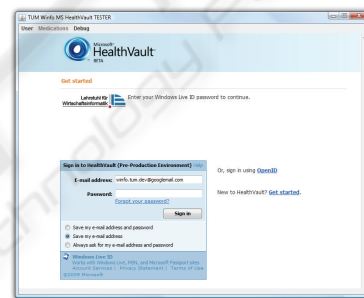 TUM Winfo MS HealthVault TESTER
User Medications Debug
Microsoft
HealthVault
BETA
Get started
Lehrstuhl für
Wirtschaftsinformatik
Enter your Windows Live ID password to continue.
Sign in to HealthVault (Pre-Production Environment) Help
E-mail address: winfo.tum.dev@googlemail.com
Password:
Forgot your password?
Sign in
Save my e-mail address and password
Save my e-mail address
Always ask for my e-mail address and password
Windows Live ID
Works with Windows Live, MSN, and Microsoft Passport sites
Account Services | Privacy Statement | Terms of Use
©2008 Microsoft
Or, sign in using OpenID
New to HealthVault? Get started.